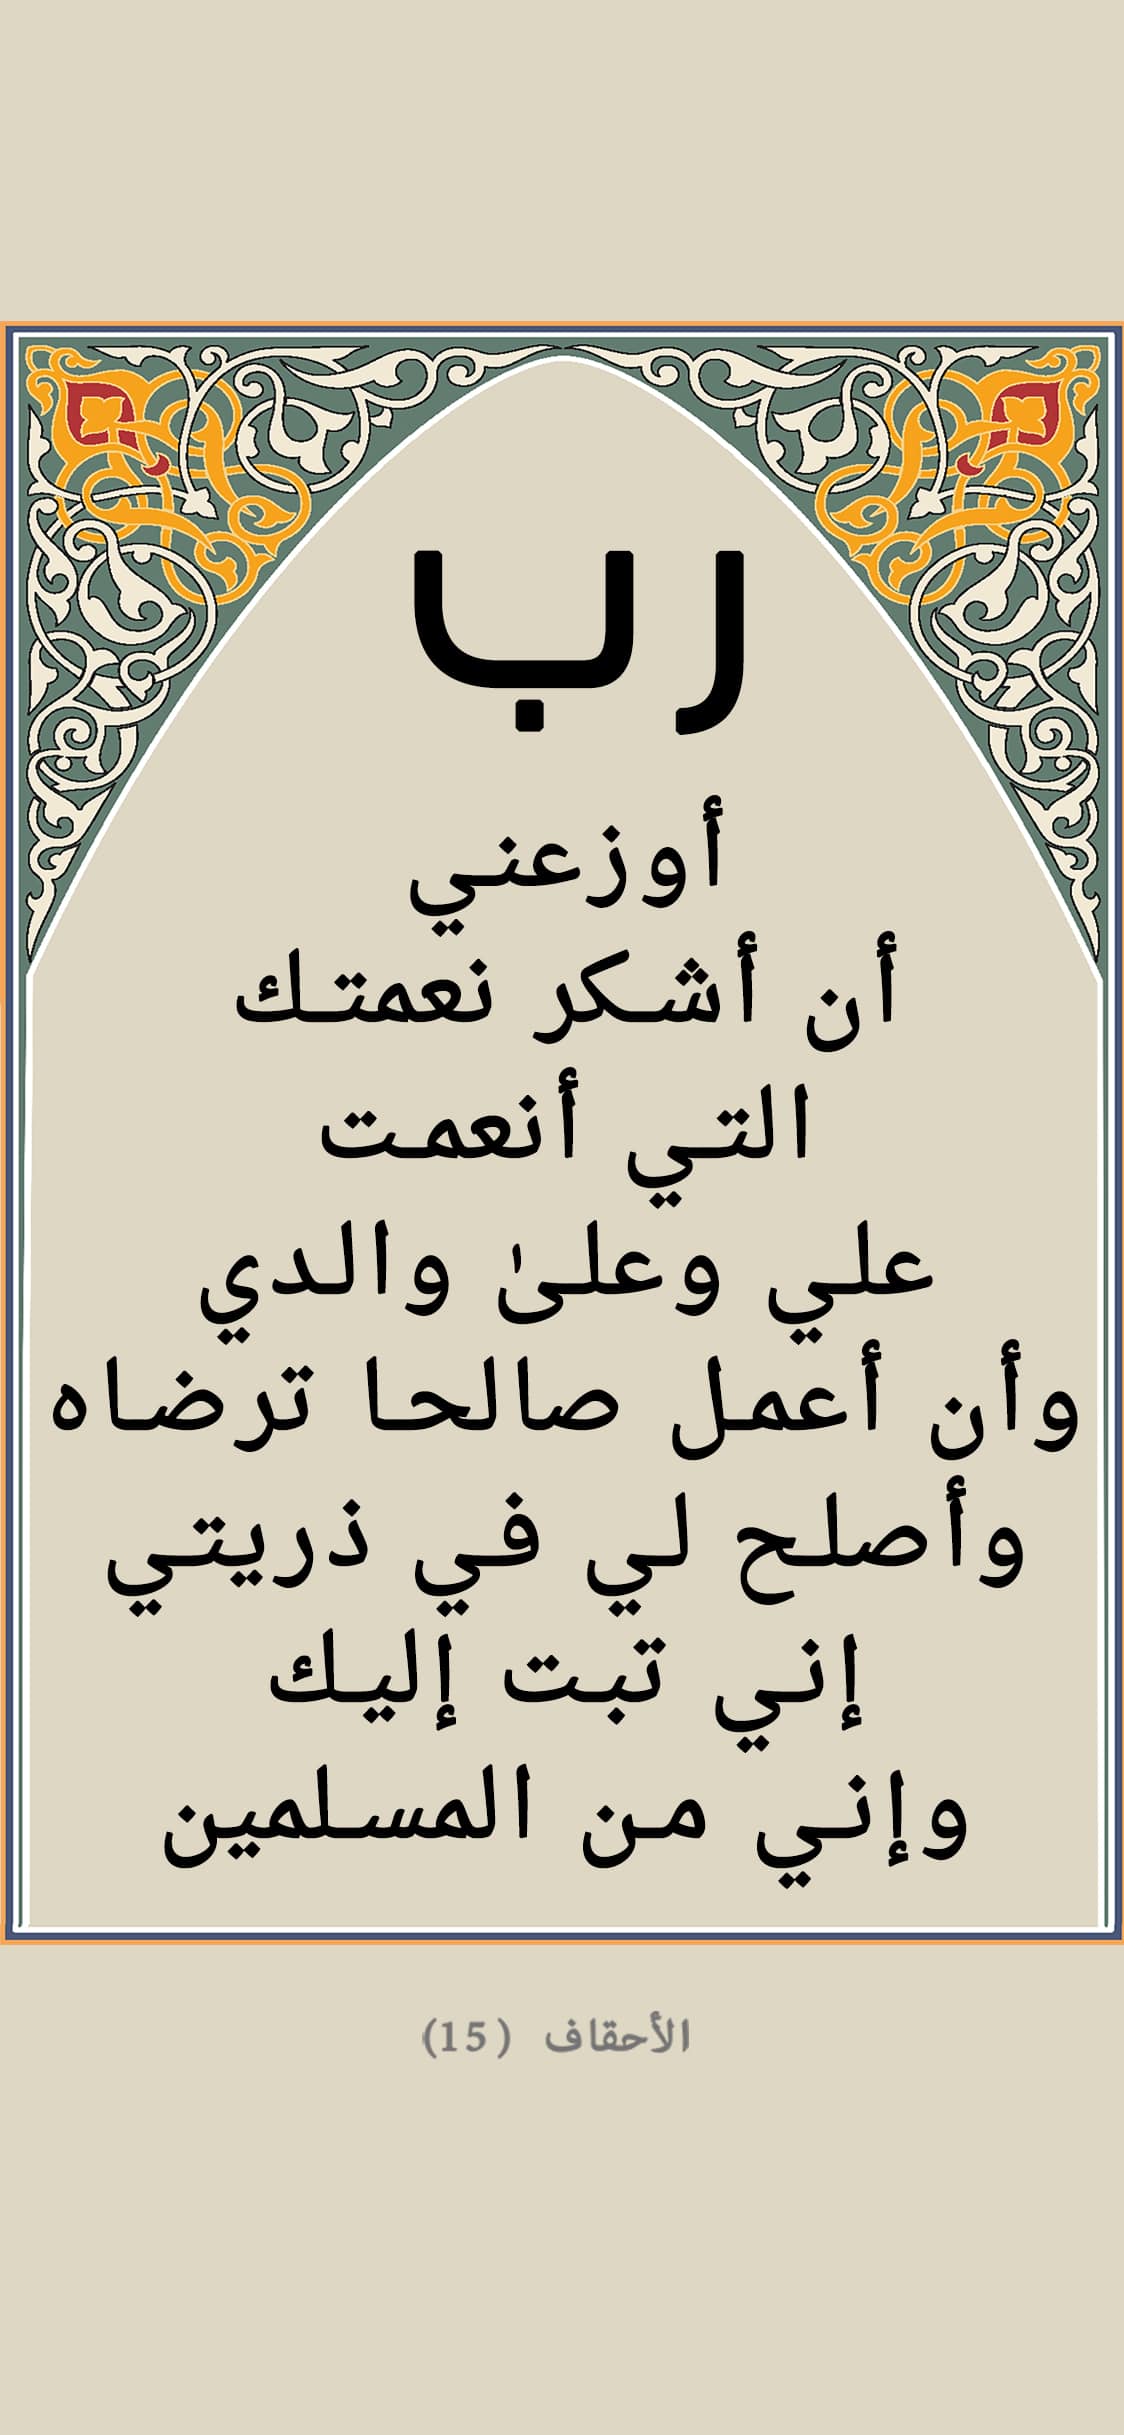 رب
أوزعني
أن أشكر نعمتك
التي أنعمت
علي وعلىٰ والدي
وأن أعمل صالحا ترضاه
وأصلح لي في ذريتي
إني تبت إليك
وإني من المسلمين
الأحقاف (15)